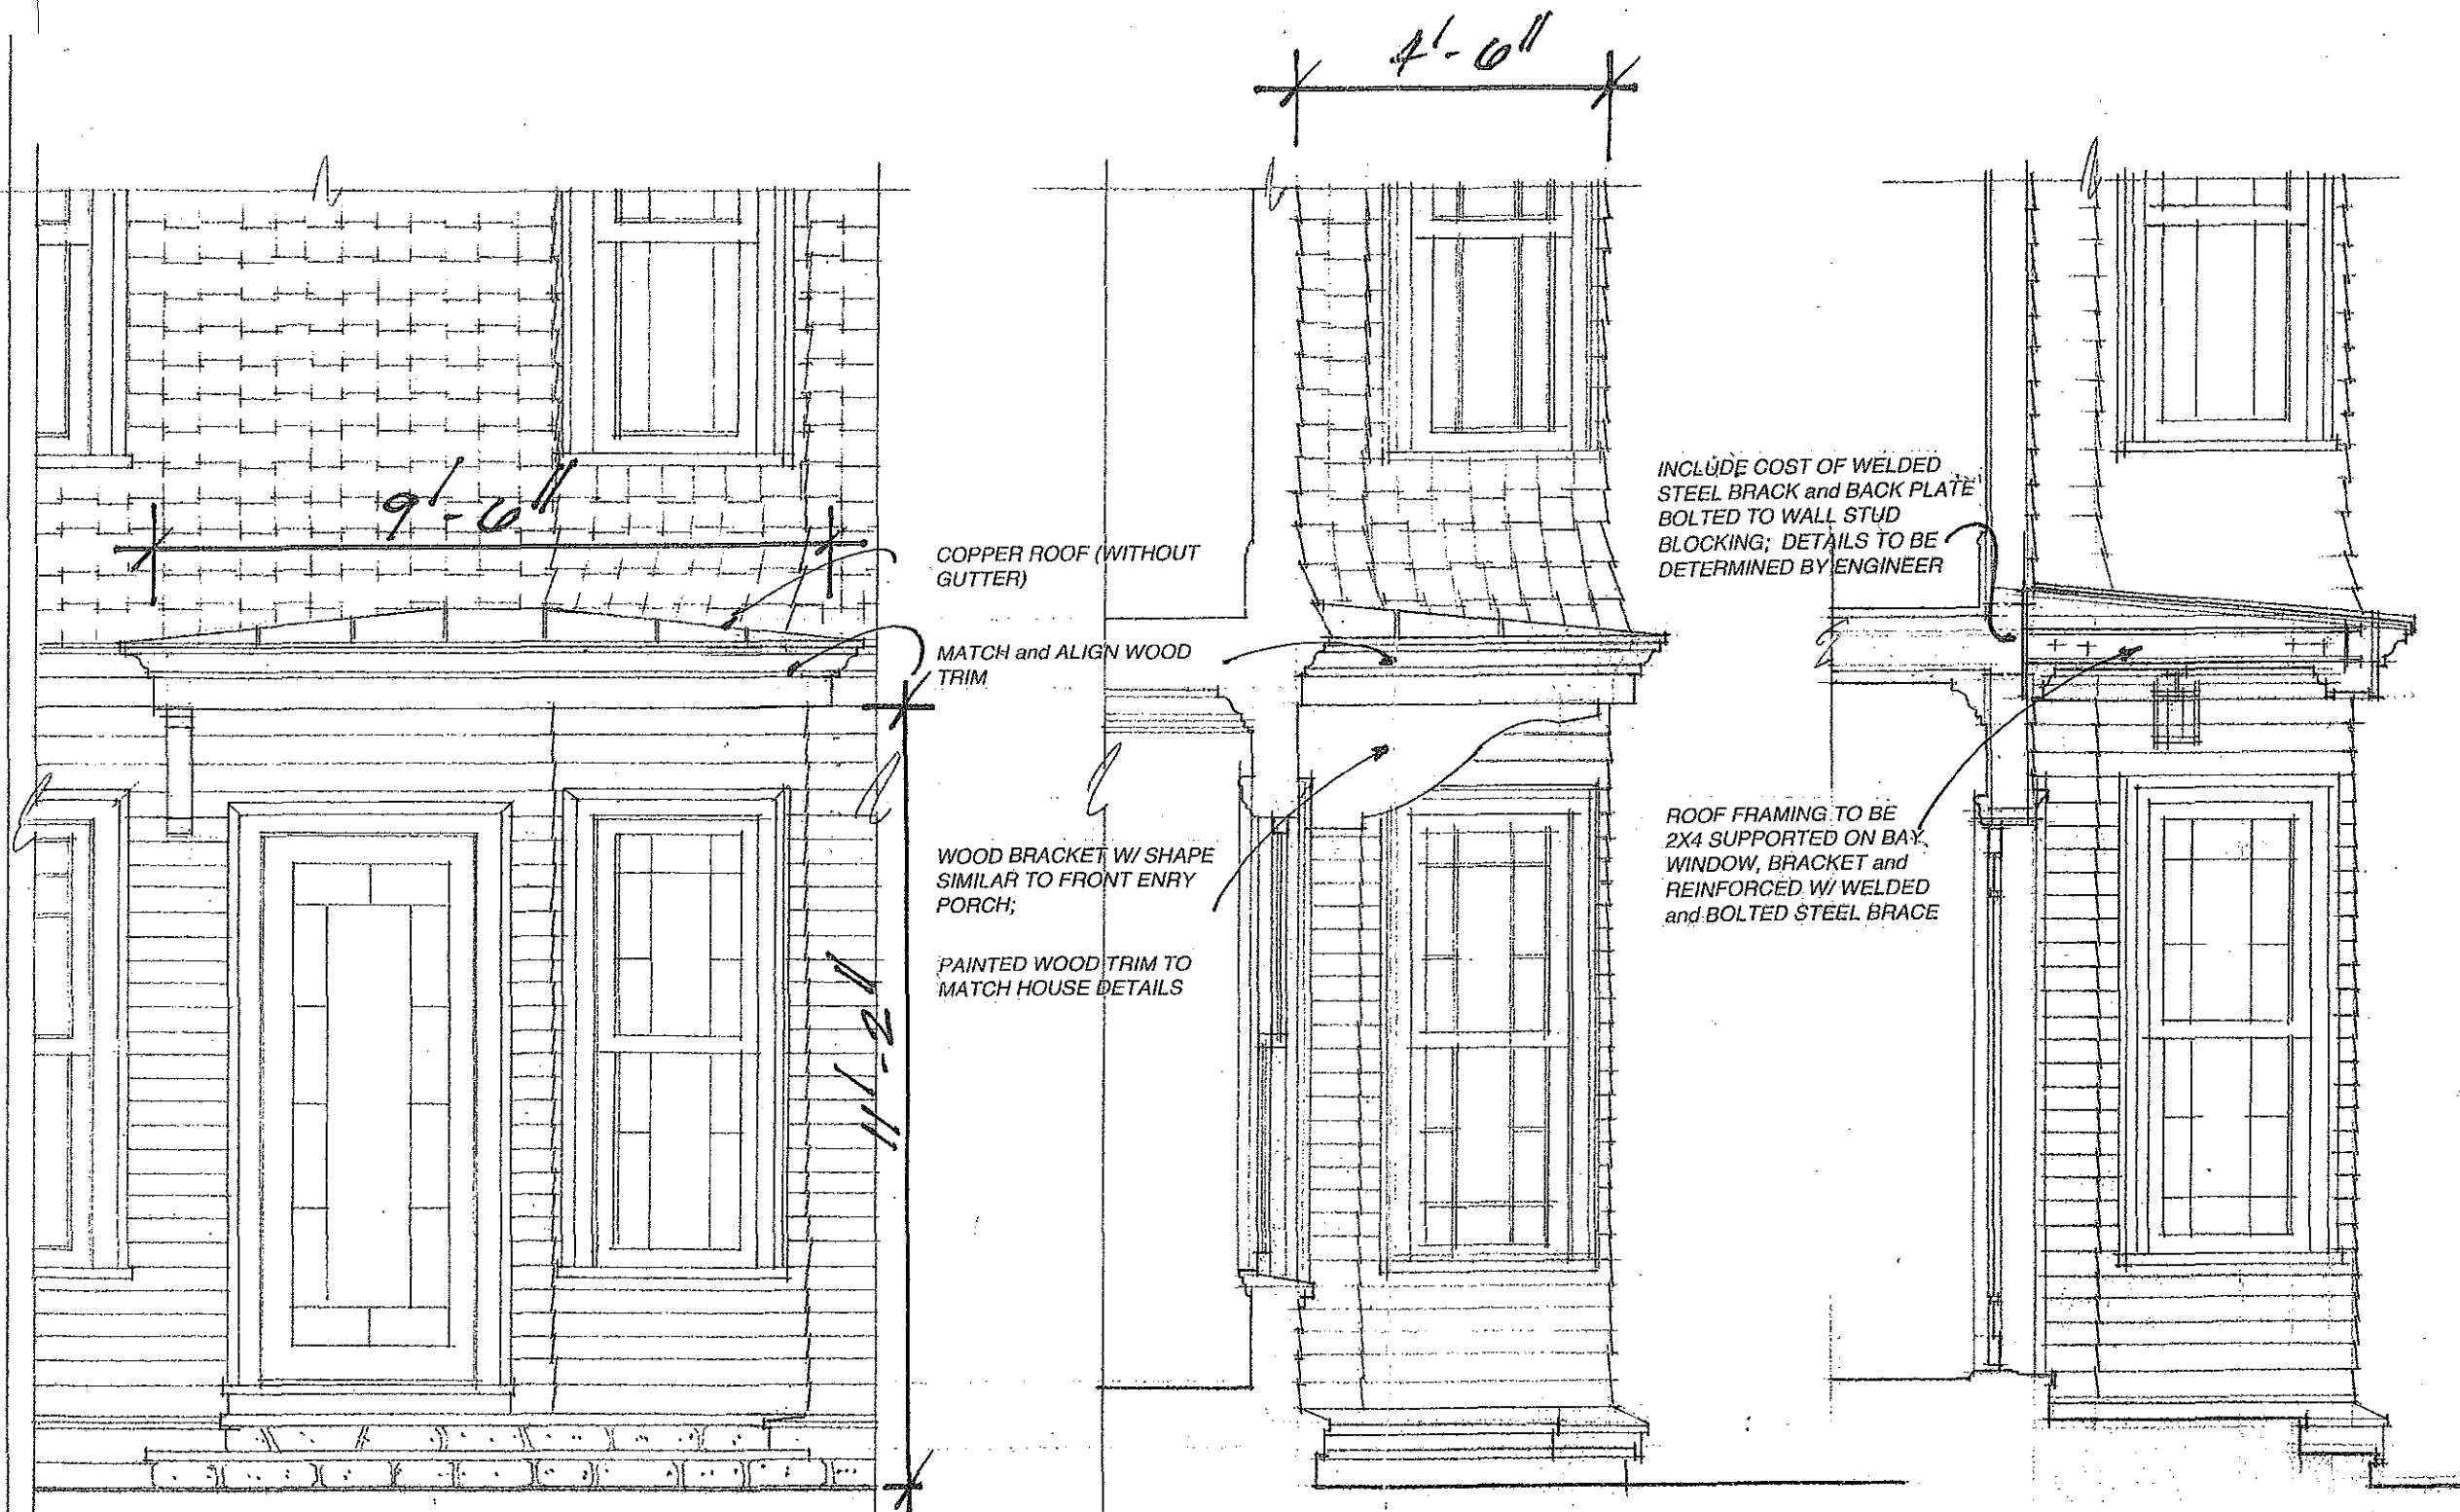 4'-6"
9'-6"
COPPER ROOF (WITHOUT
GUTTER)
MATCH and ALIGN WOOD
TRIM
11'-2"
WOOD BRACKET W/ SHAPE
SIMILAR TO FRONT ENRY
PORCH;
PAINTED WOOD TRIM TO
MATCH HOUSE DETAILS
INCLUDE COST OF WELDED
STEEL BRACK and BACK PLATE
BOLTED TO WALL STUD
BLOCKING; DETAILS TO BE
DETERMINED BY ENGINEER
ROOF FRAMING TO BE
2X4 SUPPORTED ON BAY
WINDOW, BRACKET and
REINFORCED W/ WELDED
and BOLTED STEEL BRACE